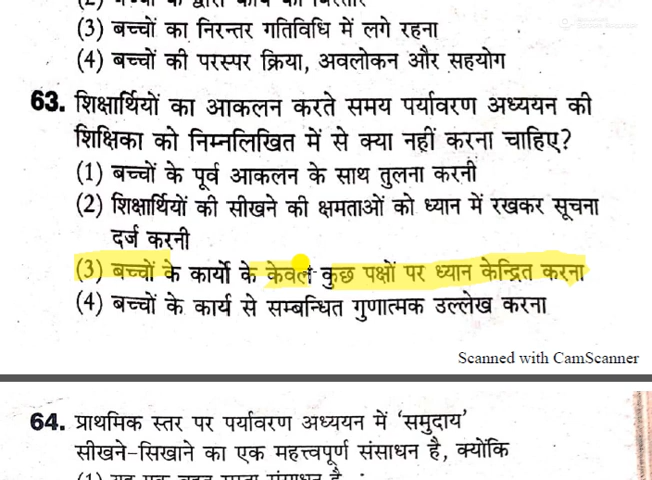 (3) बच्चों का निरन्तर गतिविधि में लगे रहना
(4) बच्चों की परस्पर क्रिया, अवलोकन और सहयोग
63. शिक्षार्थियों का आकलन करते समय पर्यावरण अध्ययन की
शिक्षिका को निम्नलिखित में से क्या नहीं करना चाहिए?
(1) बच्चों के पूर्व आकलन के साथ तुलना करनी
(2) शिक्षार्थियों की सीखने की क्षमताओं को ध्यान में रखकर सूचना
दर्ज करनी
(3) बच्चों के कार्यो के केवल कुछ पक्षों पर ध्यान केन्द्रित करना
(4) बच्चों के कार्य से सम्बन्धित गुणात्मक उल्लेख करना
Scanned with CamScanner
64. प्राथमिक स्तर पर पर्यावरण अध्ययन में ‘समुदाय’
सीखने-सिखाने का एक महत्त्वपूर्ण संसाधन है, क्योंकि